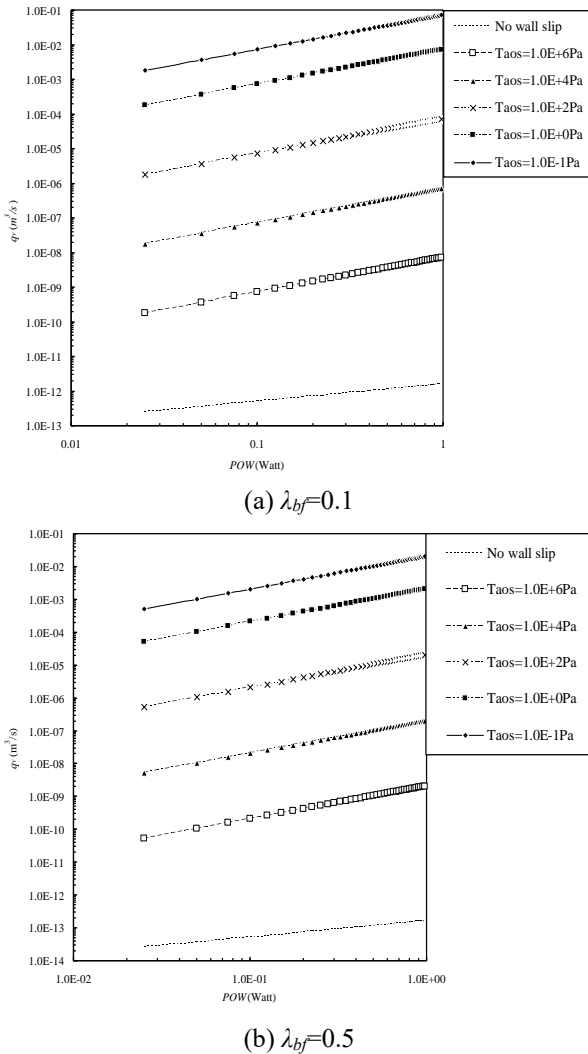 1.0E-01
1.0E-02
1.0E-03
1.0E-04
1.0E-05
1.0E-06
1.0E-07
1.0E-08
1.0E-09
1.0E-10
1.0E-11
1.0E-12
1.0E-13
qv (m³/s)
0.01
0.1
1
POW(Watt)
No wall slip
Taos=1.0E+6Pa
Taos=1.0E+4Pa
Taos=1.0E+2Pa
Taos=1.0E+0Pa
Taos=1.0E-1Pa
(a) λbf=0.1
1.0E-01
1.0E-02
1.0E-03
1.0E-04
1.0E-05
1.0E-06
1.0E-07
1.0E-08
1.0E-09
1.0E-10
1.0E-11
1.0E-12
1.0E-13
1.0E-14
qv (m³/s)
1.0E-02
1.0E-01
1.0E+00
POW(Watt)
No wall slip
Taos=1.0E+6Pa
Taos=1.0E+4Pa
Taos=1.0E+2Pa
Taos=1.0E+0Pa
Taos=1.0E-1Pa
(b) λbf=0.5